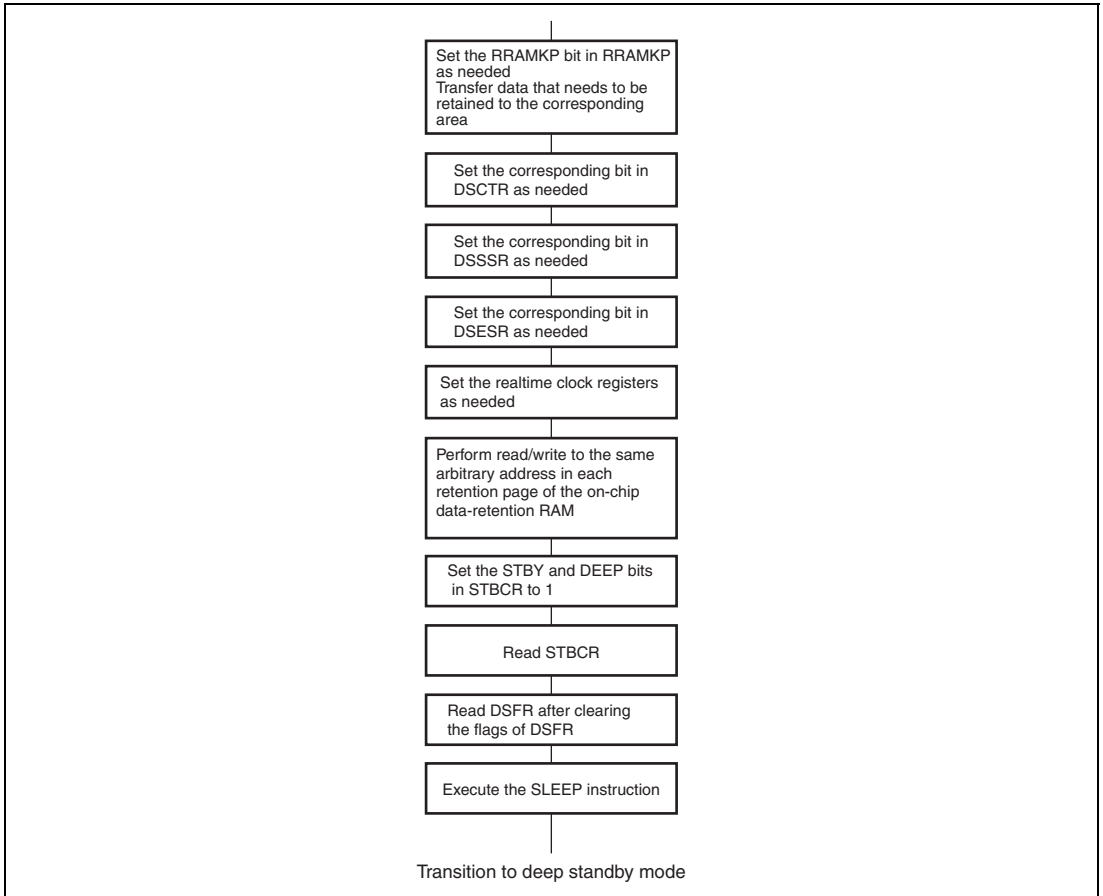 Set the RRAMKP bit in RRAMKP
as needed
Transfer data that needs to be
retained to the corresponding
area
Set the corresponding bit in
DSCTR as needed
Set the corresponding bit in
DSSSR as needed
Set the corresponding bit in
DSESR as needed
Set the realtime clock registers
as needed
Perform read/write to the same
arbitrary address in each
retention page of the on-chip
data-retention RAM
Set the STBY and DEEP bits
in STBCR to 1
Read STBCR
Read DSFR after clearing
the flags of DSFR
Execute the SLEEP instruction
Transition to deep standby mode